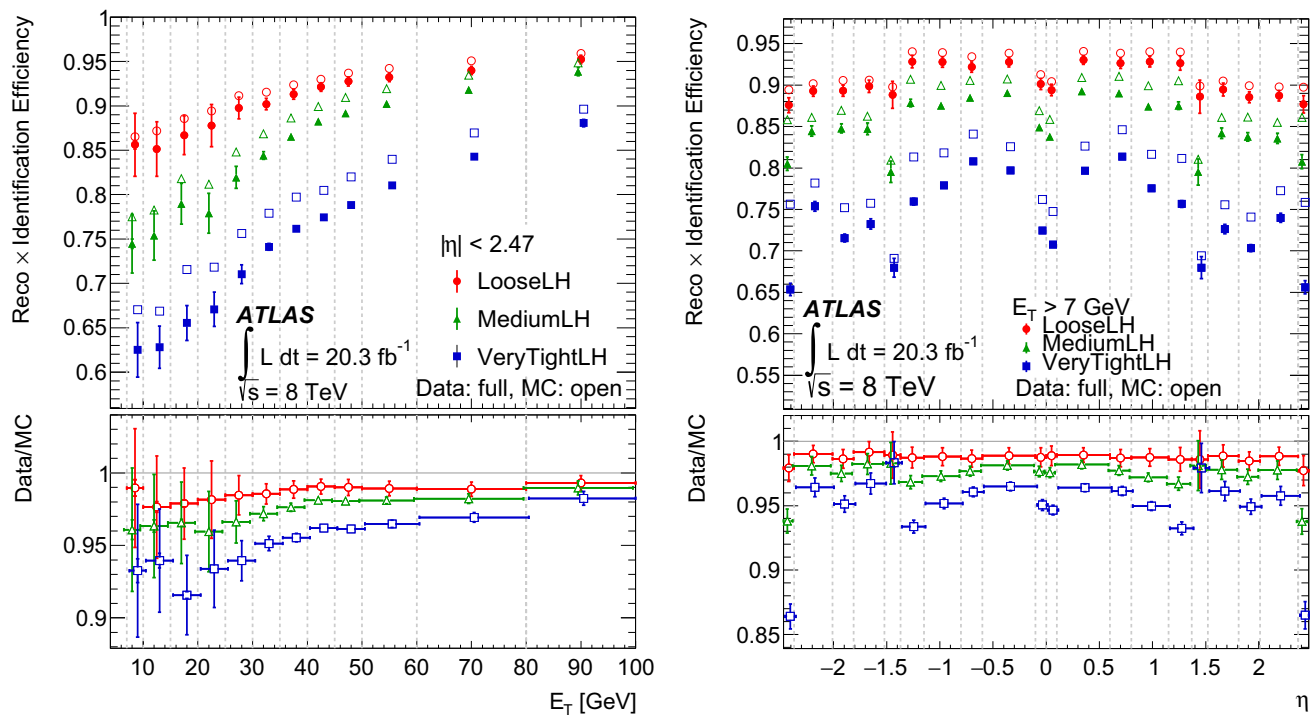 Reco × Identification Efficiency
1
0.95
0.9
0.85
0.8
0.75
0.7
0.65
0.6
|η| < 2.47
LooseLH
MediumLH
VeryTightLH
Data: full, MC: open
ATLAS
∫ L dt = 20.3 fb⁻¹
√s = 8 TeV
Data/MC
1
0.95
0.9
10 20 30 40 50 60 70 80 90 100
E_T [GeV]
Reco × Identification Efficiency
0.95
0.9
0.85
0.8
0.75
0.7
0.65
0.6
0.55
ATLAS
∫ L dt = 20.3 fb⁻¹
√s = 8 TeV
E_T > 7 GeV
LooseLH
MediumLH
VeryTightLH
Data: full, MC: open
Data/MC
1
0.95
0.9
0.85
−2 −1.5 −1 −0.5 0 0.5 1 1.5 2
η